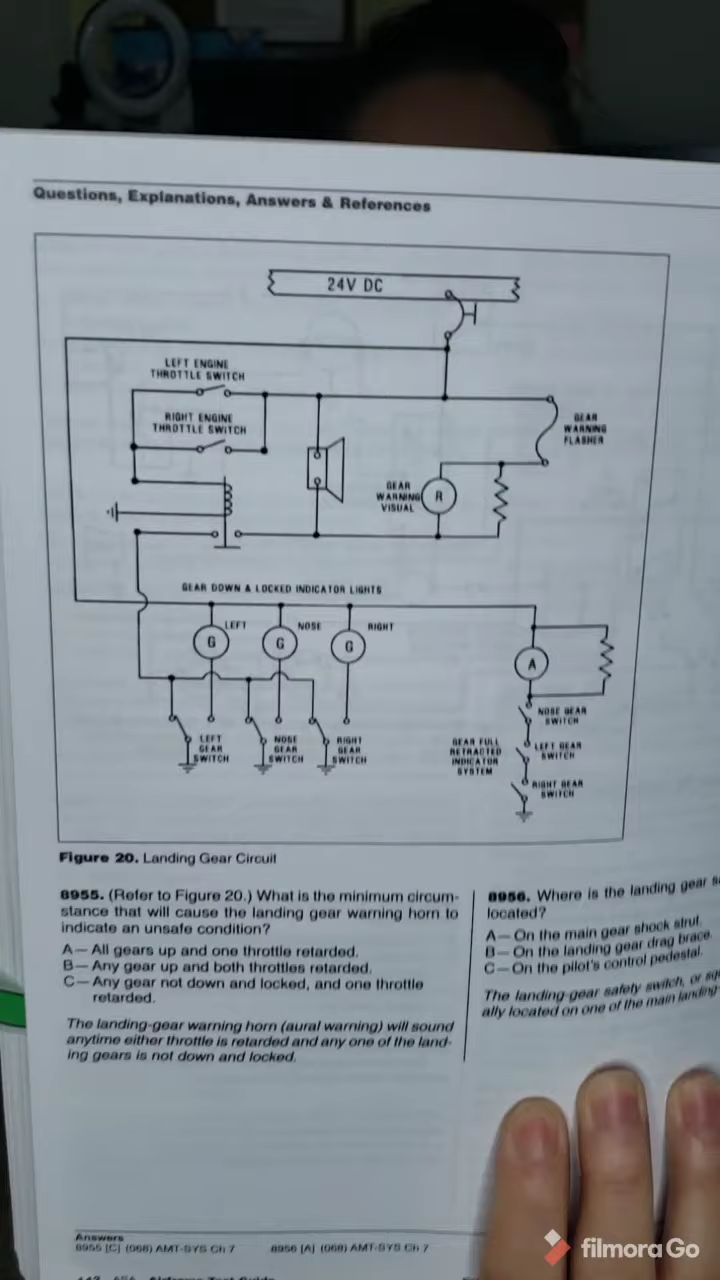 Questions, Explanations, Answers & References
24V DC
LEFT ENGINE
THROTTLE SWITCH
RIGHT ENGINE
THROTTLE SWITCH
GEAR
WARNING
FLASHER
GEAR
WARNING
VISUAL
R
GEAR DOWN & LOCKED INDICATOR LIGHTS
LEFT
NOSE
RIGHT
G
G
G
A
LEFT
GEAR
SWITCH
NOSE
GEAR
SWITCH
RIGHT
GEAR
SWITCH
GEAR FULL
RETRACTED
INDICATOR
SYSTEM
NOSE GEAR
SWITCH
LEFT GEAR
SWITCH
RIGHT GEAR
SWITCH
Figure 20. Landing Gear Circuit
8955. (Refer to Figure 20.) What is the minimum circum-
stance that will cause the landing gear warning horn to
indicate an unsafe condition?
A— All gears up and one throttle retarded.
B— Any gear up and both throttles retarded.
C— Any gear not down and locked, and one throttle
retarded.
The landing-gear warning horn (aural warning) will sound
anytime either throttle is retarded and any one of the land-
ing gears is not down and locked.
8956. Where is the landing gear
located?
A— On the main gear shock strut.
B— On the landing gear drag brace.
C— On the pilot's control pedestal.
The landing-gear safety switch, or
ally located on one of the main landing
Answers
8955 [C] (068) AMT-SYS Ch 7
8956 [A] (068) AMT-SYS Ch 7
filmoraGo